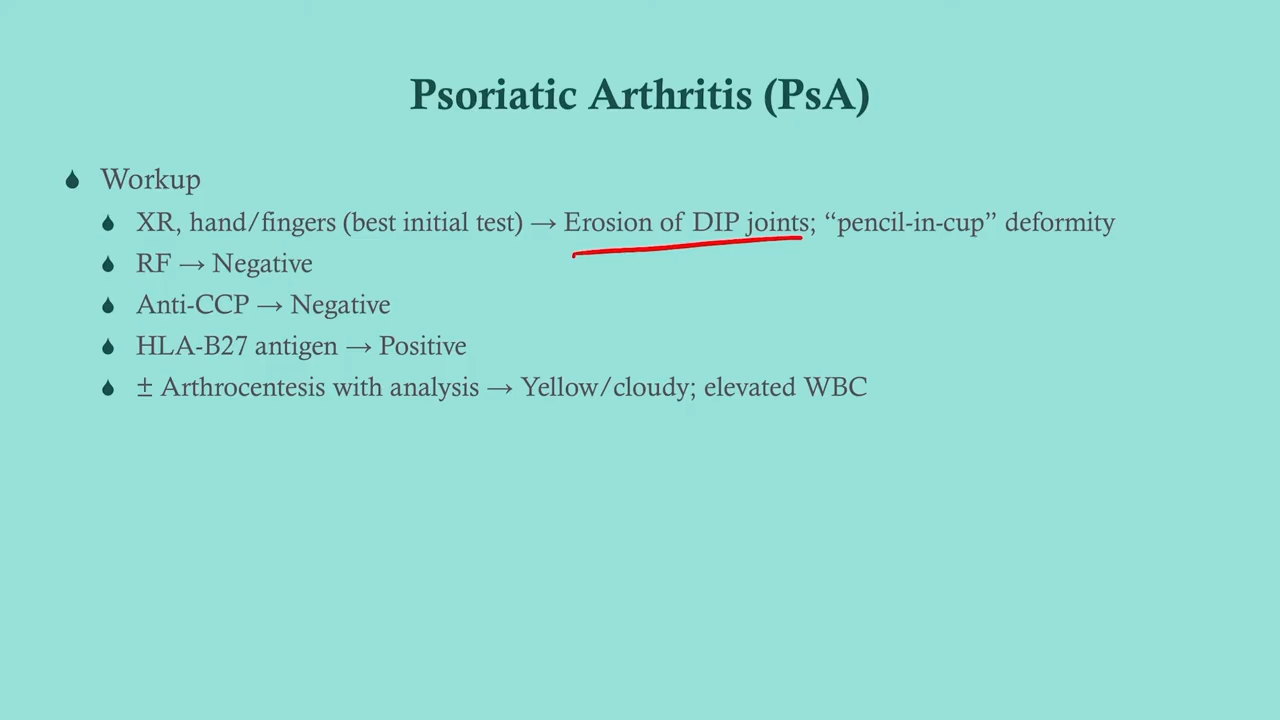 Psoriatic Arthritis (PsA)
Workup
XR, hand/fingers (best initial test) → Erosion of DIP joints; “pencil-in-cup” deformity
RF → Negative
Anti-CCP → Negative
HLA-B27 antigen → Positive
± Arthrocentesis with analysis → Yellow/cloudy; elevated WBC